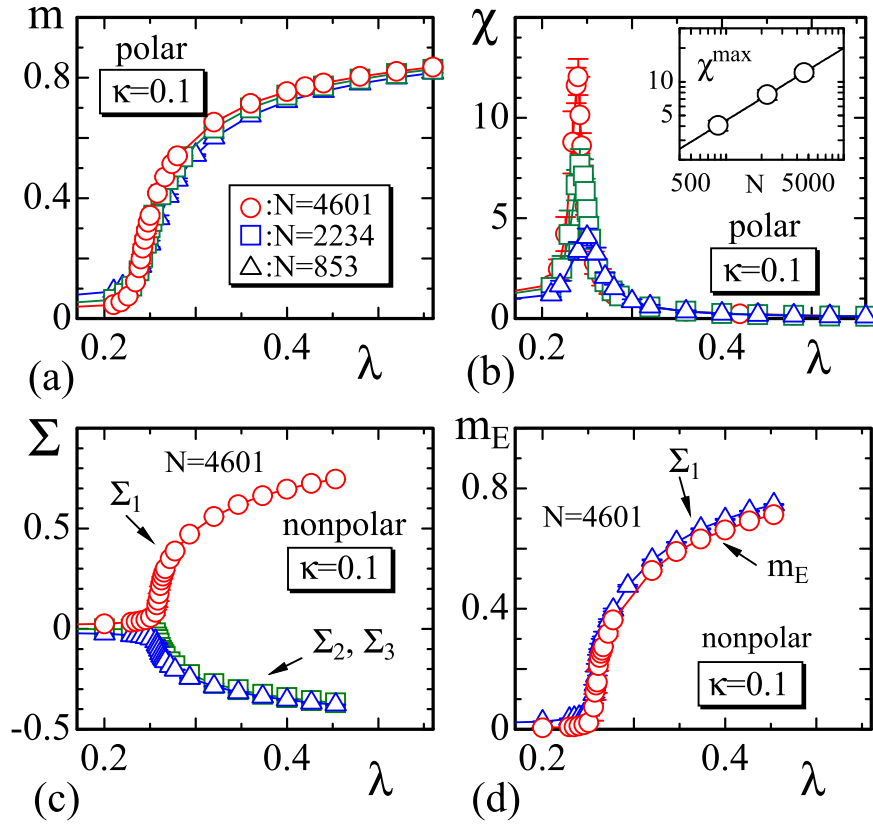 m
polar
κ=0.1
0.8
0.4
0
○:N=4601
□:N=2234
△:N=853
0.2 0.4 λ
(a)
χ
12
10
5
0
χ^max
10
5
500 N 5000
polar
κ=0.1
0.2 0.4 λ
(b)
Σ
N=4601
Σ₁
0.5
nonpolar
κ=0.1
0
Σ₂, Σ₃
-0.5
0.2 0.4 λ
(c)
m_E
Σ₁
0.8
N=4601
m_E
0.4
nonpolar
κ=0.1
0
0.2 0.4 λ
(d)